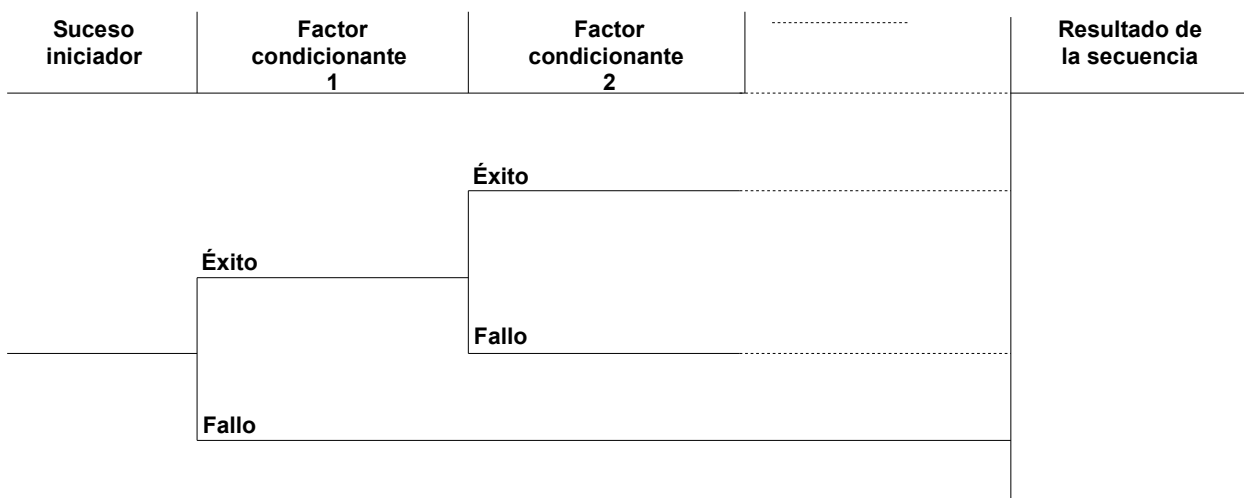 Suceso
iniciador
Factor
condicionante
1
Factor
condicionante
2
Resultado de
la secuencia
Éxito
Éxito
Fallo
Fallo